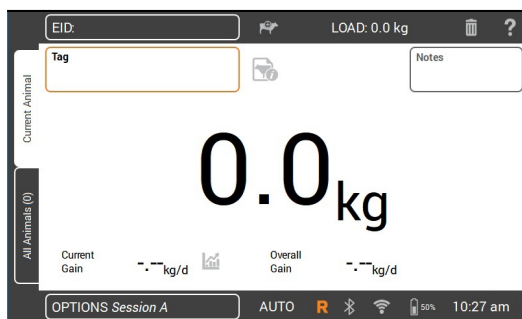 EID:
LOAD: 0.0 kg
?
Current Animal
Tag
Notes
0.0kg
All Animals (0)
Current Gain
-.--kg/d
Overall Gain
-.--kg/d
OPTIONS Session A
AUTO
R
50%
10:27 am